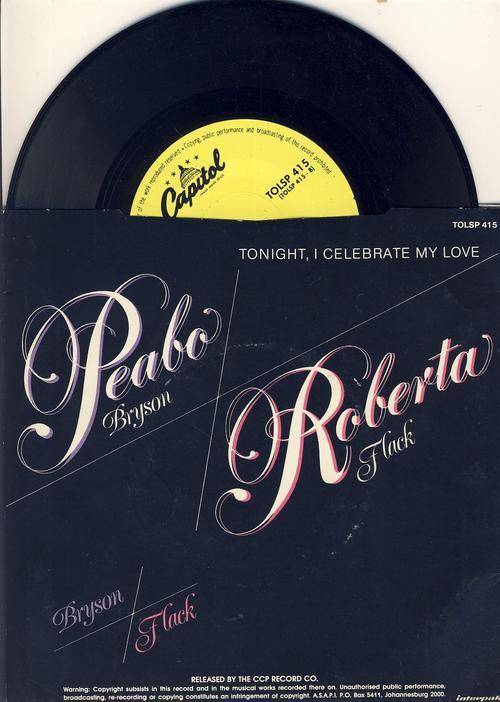 of the work reproduced reserved • Copying, public performance and broadcasting of this record prohibited
Capitol
TOLSP 415
(TOLSP 415 - B)
TOLSP 415
TONIGHT, I CELEBRATE MY LOVE
Peabo
Bryson
Roberta
Flack
Bryson
Flack
RELEASED BY THE CCP RECORD CO.
Warning: Copyright subsists in this record and in the musical works recorded there on. Unauthorised public performance,
broadcasting, re-recording or copying constitutes an infringement of copyright. A.S.A.P.I. P.O. Box 5411, Johannesburg 2000.